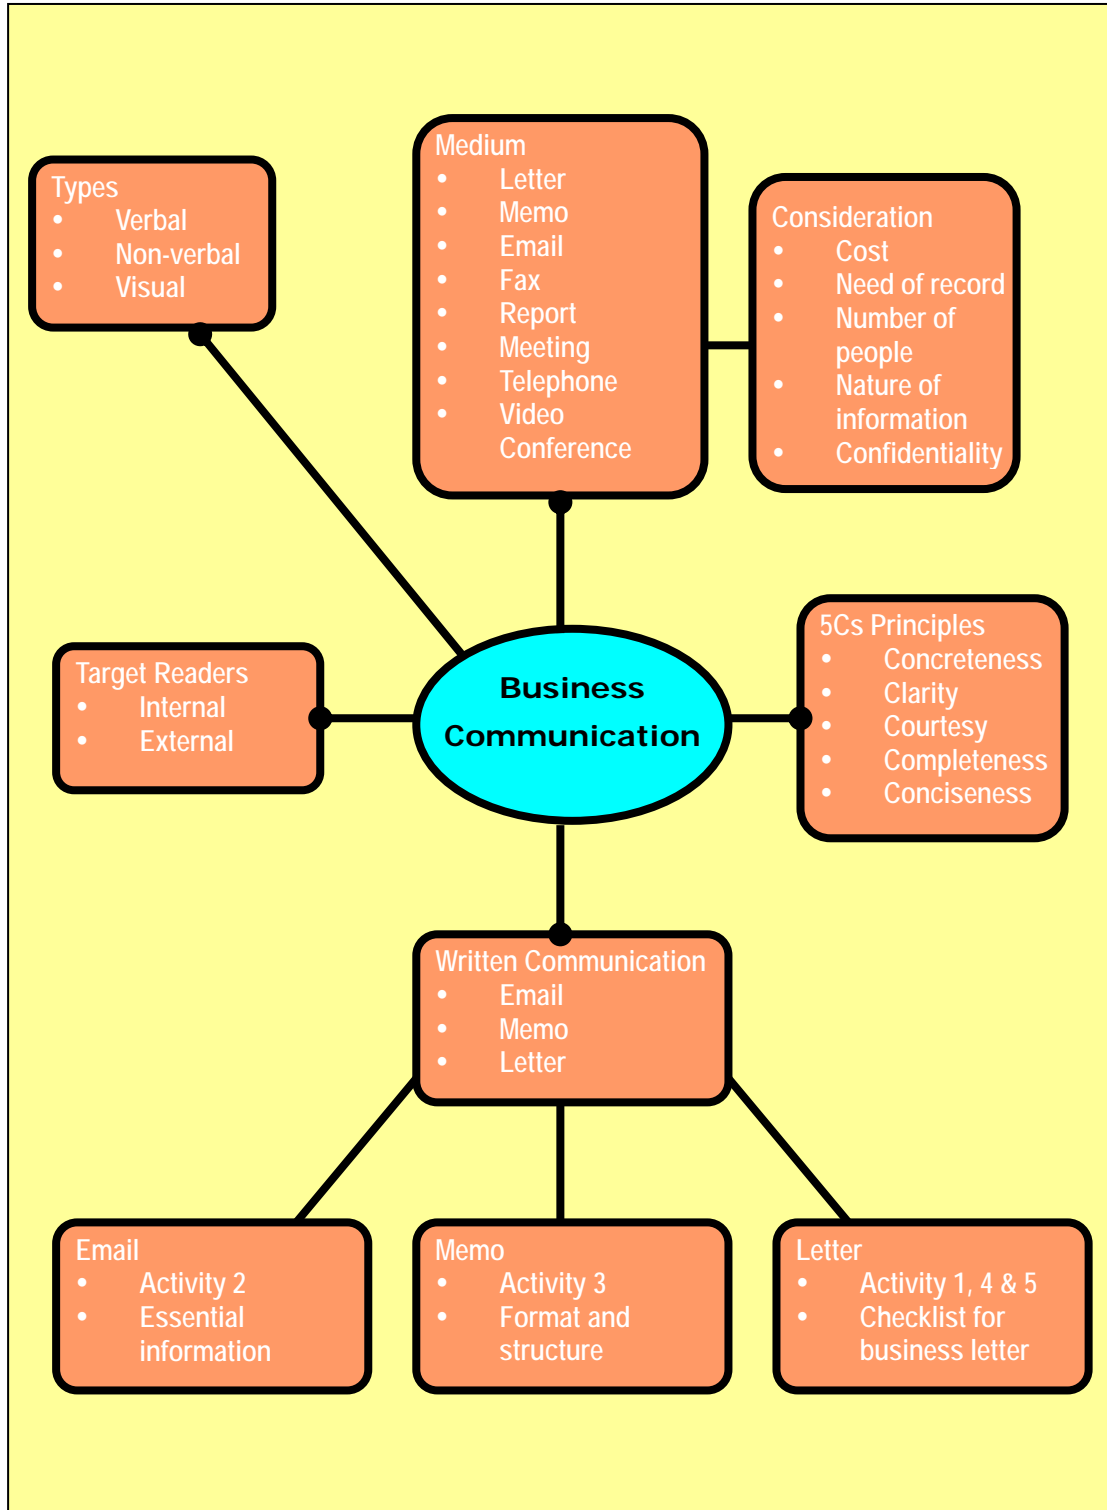 Types
• Verbal
• Non-verbal
• Visual
Medium
• Letter
• Memo
• Email
• Fax
• Report
• Meeting
• Telephone
• Video
Conference
Consideration
• Cost
• Need of record
• Number of
people
• Nature of
information
• Confidentiality
Target Readers
• Internal
• External
Business
Communication
5Cs Principles
• Concreteness
• Clarity
• Courtesy
• Completeness
• Conciseness
Written Communication
• Email
• Memo
• Letter
Email
• Activity 2
• Essential
information
Memo
• Activity 3
• Format and
structure
Letter
• Activity 1, 4 & 5
• Checklist for
business letter